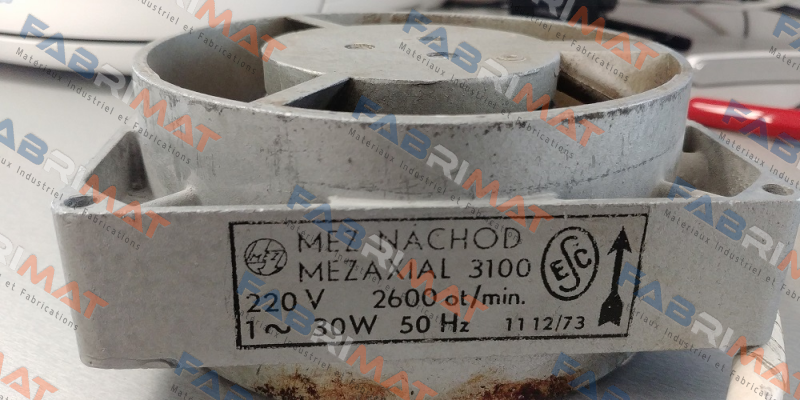 MEZ NACHOD
MEZ
MEZAXIAL 3100
ESC
220 V 2600 ot/min.
1~ 30W 50 Hz 11 12/73
FABRIMAT
Materiaux Industriel et Fabrications